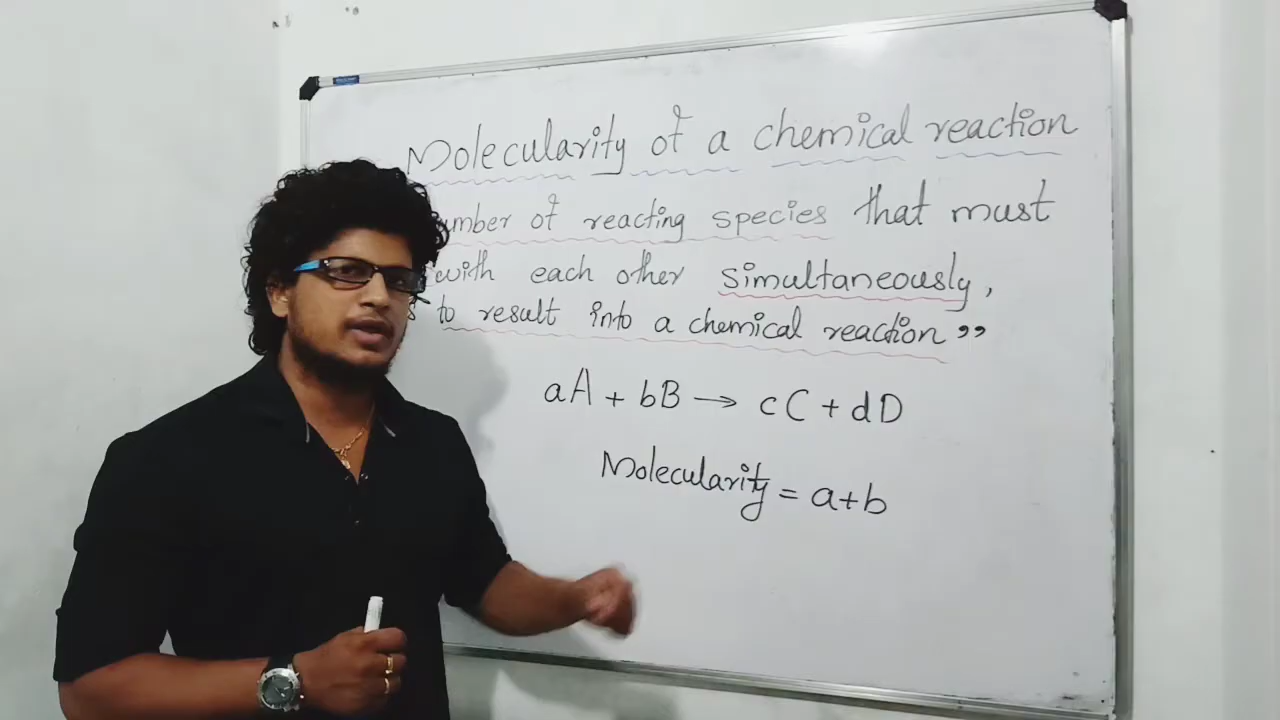 Molecularity of a chemical reaction
umber of reacting species that must
with each other simultaneously,
to result into a chemical reaction”
aA + bB → cC + dD
Molecularity = a+b